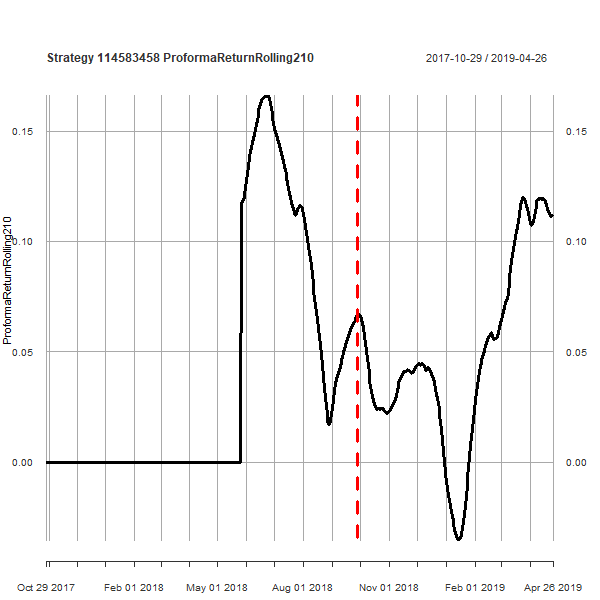 Strategy 114583458 ProformaReturnRolling210
2017-10-29 / 2019-04-26
0.15
0.15
0.10
0.10
0.05
0.05
0.00
0.00
ProformaReturnRolling210
Oct 29 2017
Feb 01 2018
May 01 2018
Aug 01 2018
Nov 01 2018
Feb 01 2019
Apr 26 2019